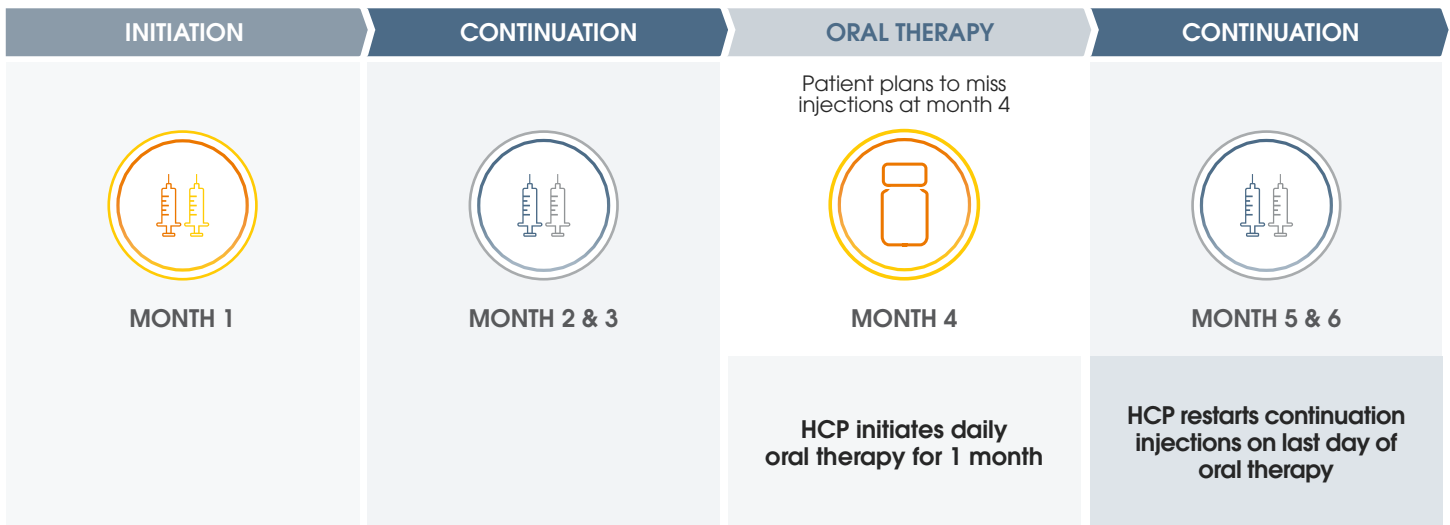 INITIATION
CONTINUATION
ORAL THERAPY
CONTINUATION
Patient plans to miss
injections at month 4
MONTH 1
MONTH 2 & 3
MONTH 4
MONTH 5 & 6
HCP initiates daily
oral therapy for 1 month
HCP restarts continuation
injections on last day of
oral therapy